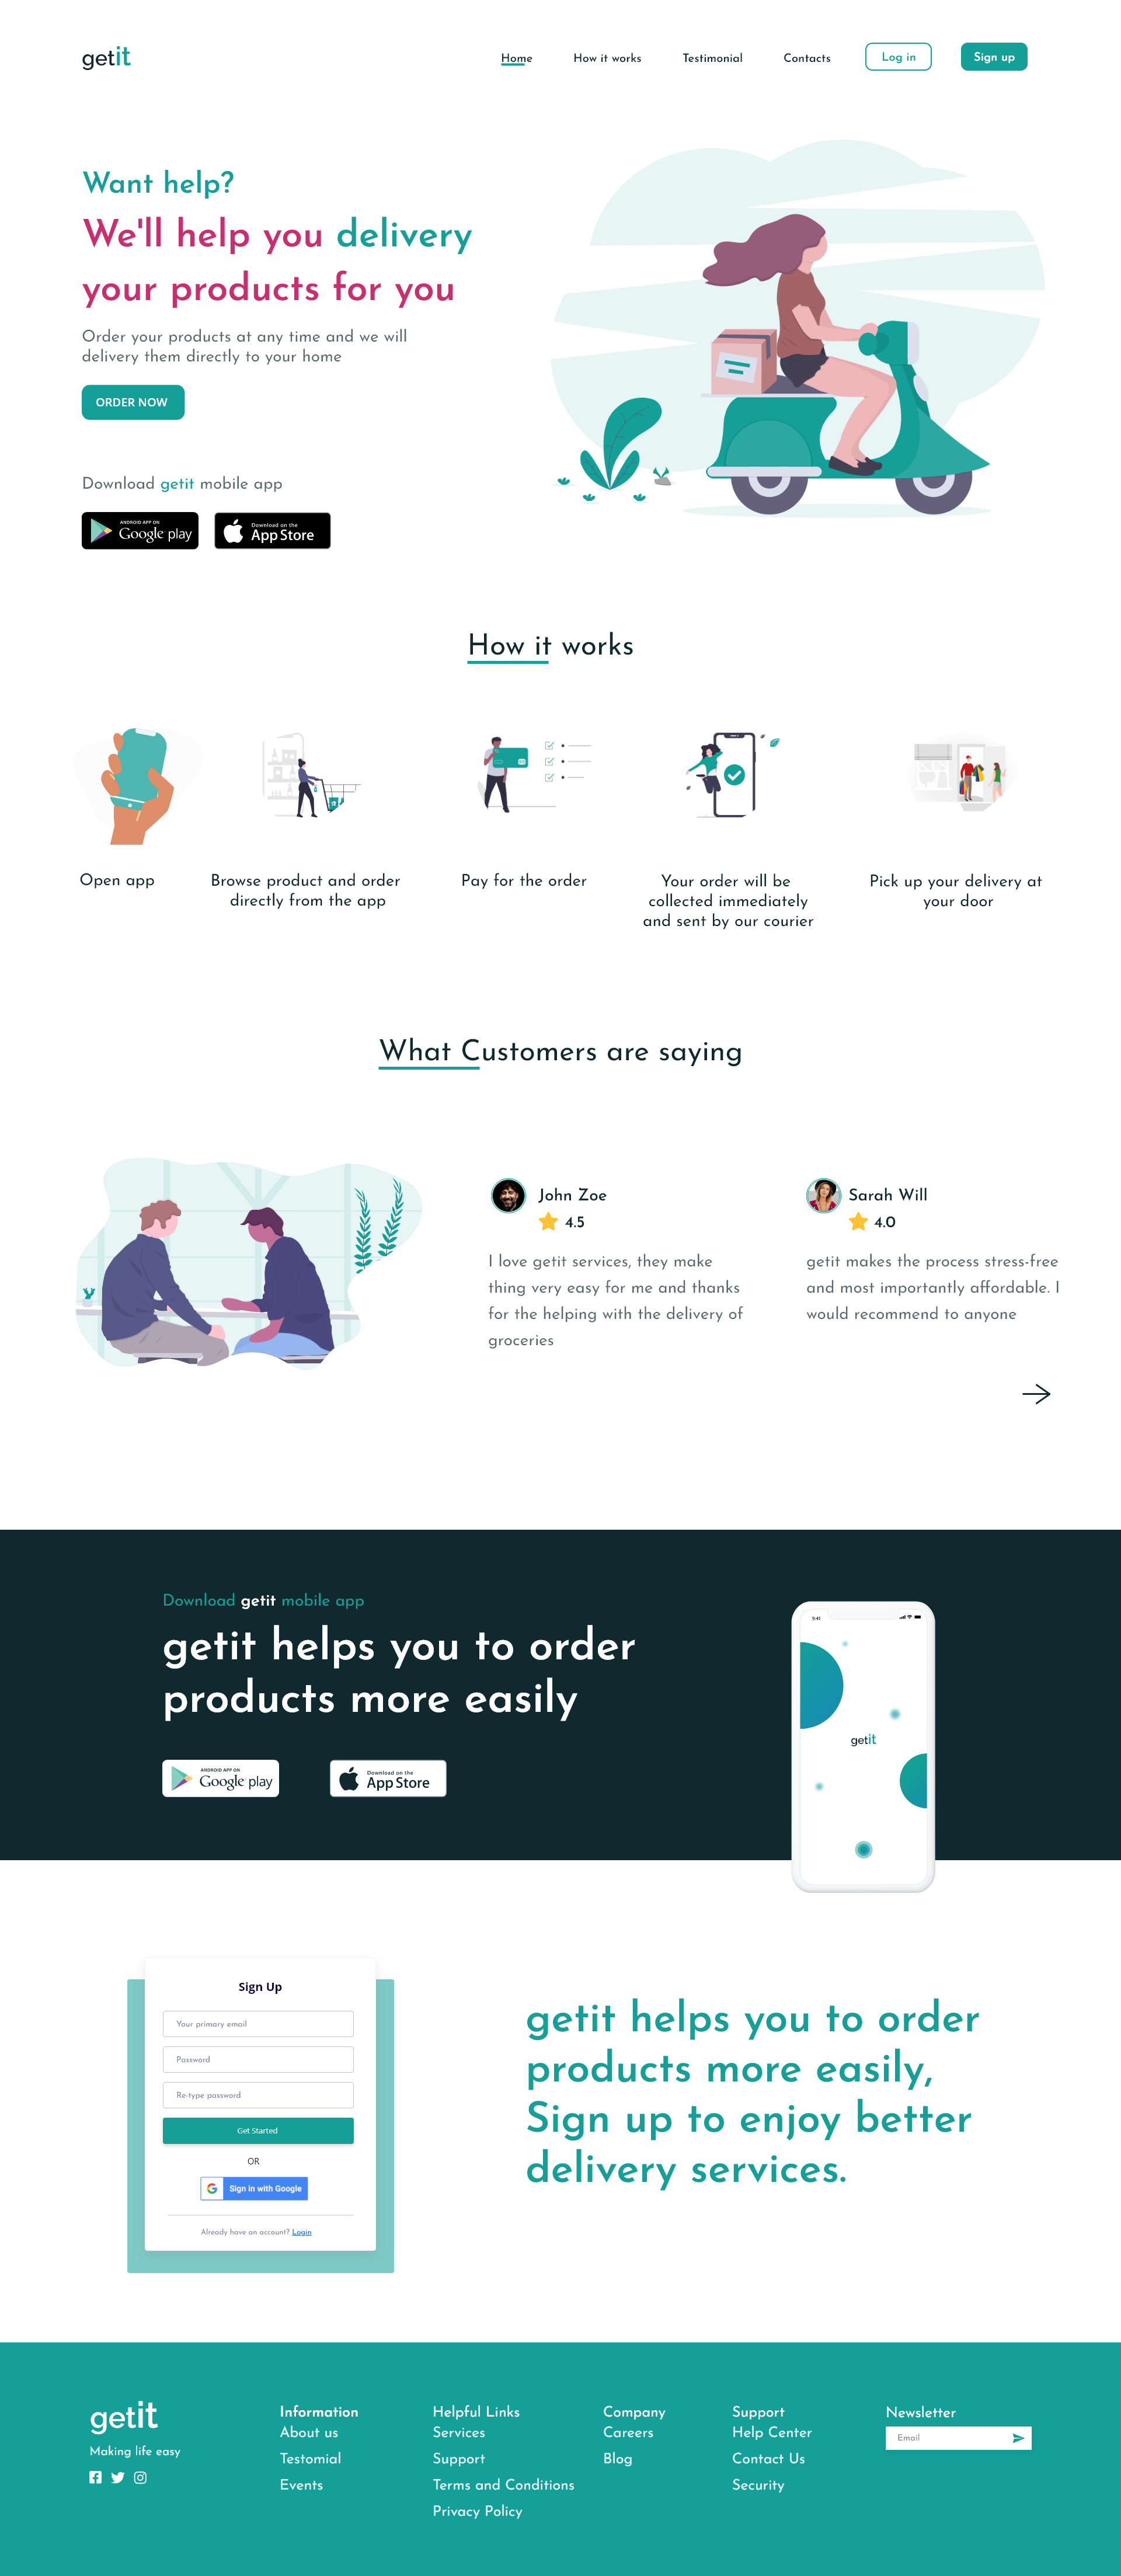 getit
Home
How it works
Testimonial
Contacts
Log in
Sign up
Want help?
We'll help you delivery
your products for you
Order your products at any time and we will
delivery them directly to your home
ORDER NOW
Download getit mobile app
ANDROID APP ON
Google play
Download on the
App Store
How it works
Open app
Browse product and order
directly from the app
Pay for the order
Your order will be
collected immediately
and sent by our courier
Pick up your delivery at
your door
What Customers are saying
John Zoe
4.5
I love getit services, they make
thing very easy for me and thanks
for the helping with the delivery of
groceries
Sarah Will
4.0
getit makes the process stress-free
and most importantly affordable. I
would recommend to anyone
Download getit mobile app
getit helps you to order
products more easily
ANDROID APP ON
Google play
Download on the
App Store
9:41
getit
Sign Up
Your primary email
Password
Re-type password
Get Started
OR
Sign in with Google
Already have an account? Login
getit helps you to order
products more easily,
Sign up to enjoy better
delivery services.
getit
Making life easy
Information
About us
Testomial
Events
Helpful Links
Services
Support
Terms and Conditions
Privacy Policy
Company
Careers
Blog
Support
Help Center
Contact Us
Security
Newsletter
Email